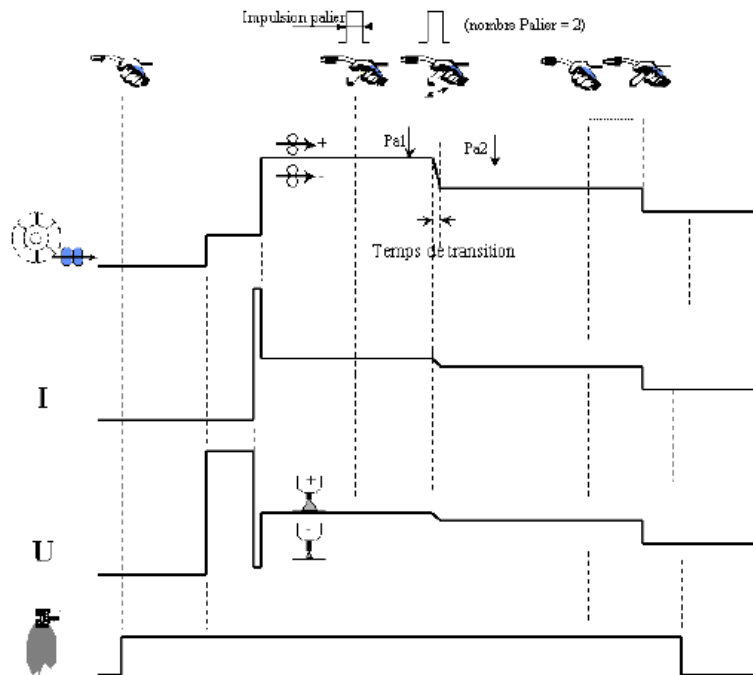 Impulsion palier
(nombre Palier = 2)
+
Pa1
Pa2
-
Temps de transition
I
+
-
U